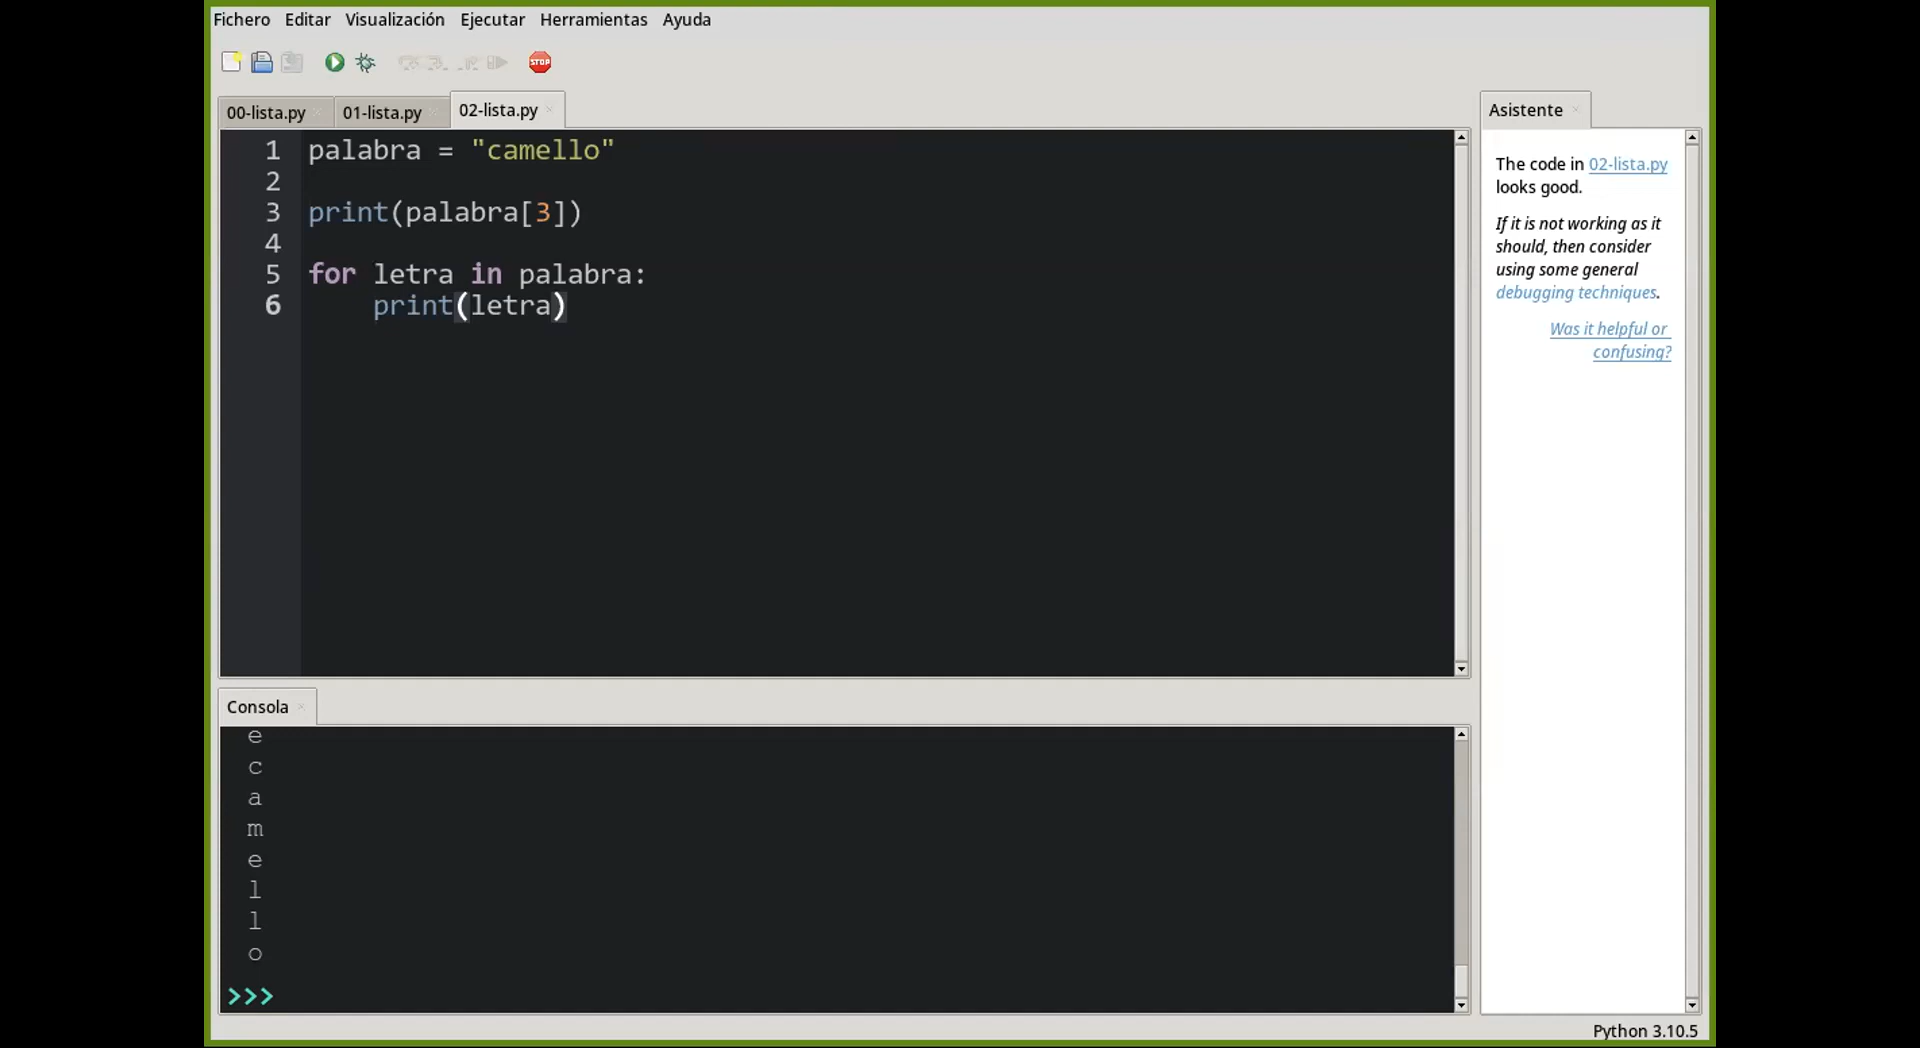 Fichero Editar Visualización Ejecutar Herramientas Ayuda
STOP
00-lista.py 01-lista.py 02-lista.py
1 palabra = "camello"
2
3 print(palabra[3])
4
5 for letra in palabra:
6 print(letra)
Consola
e
c
a
m
e
l
l
o
>>>
Asistente
The code in 02-lista.py
looks good.
If it is not working as it
should, then consider
using some general
debugging techniques.
Was it helpful or
confusing?
Python 3.10.5